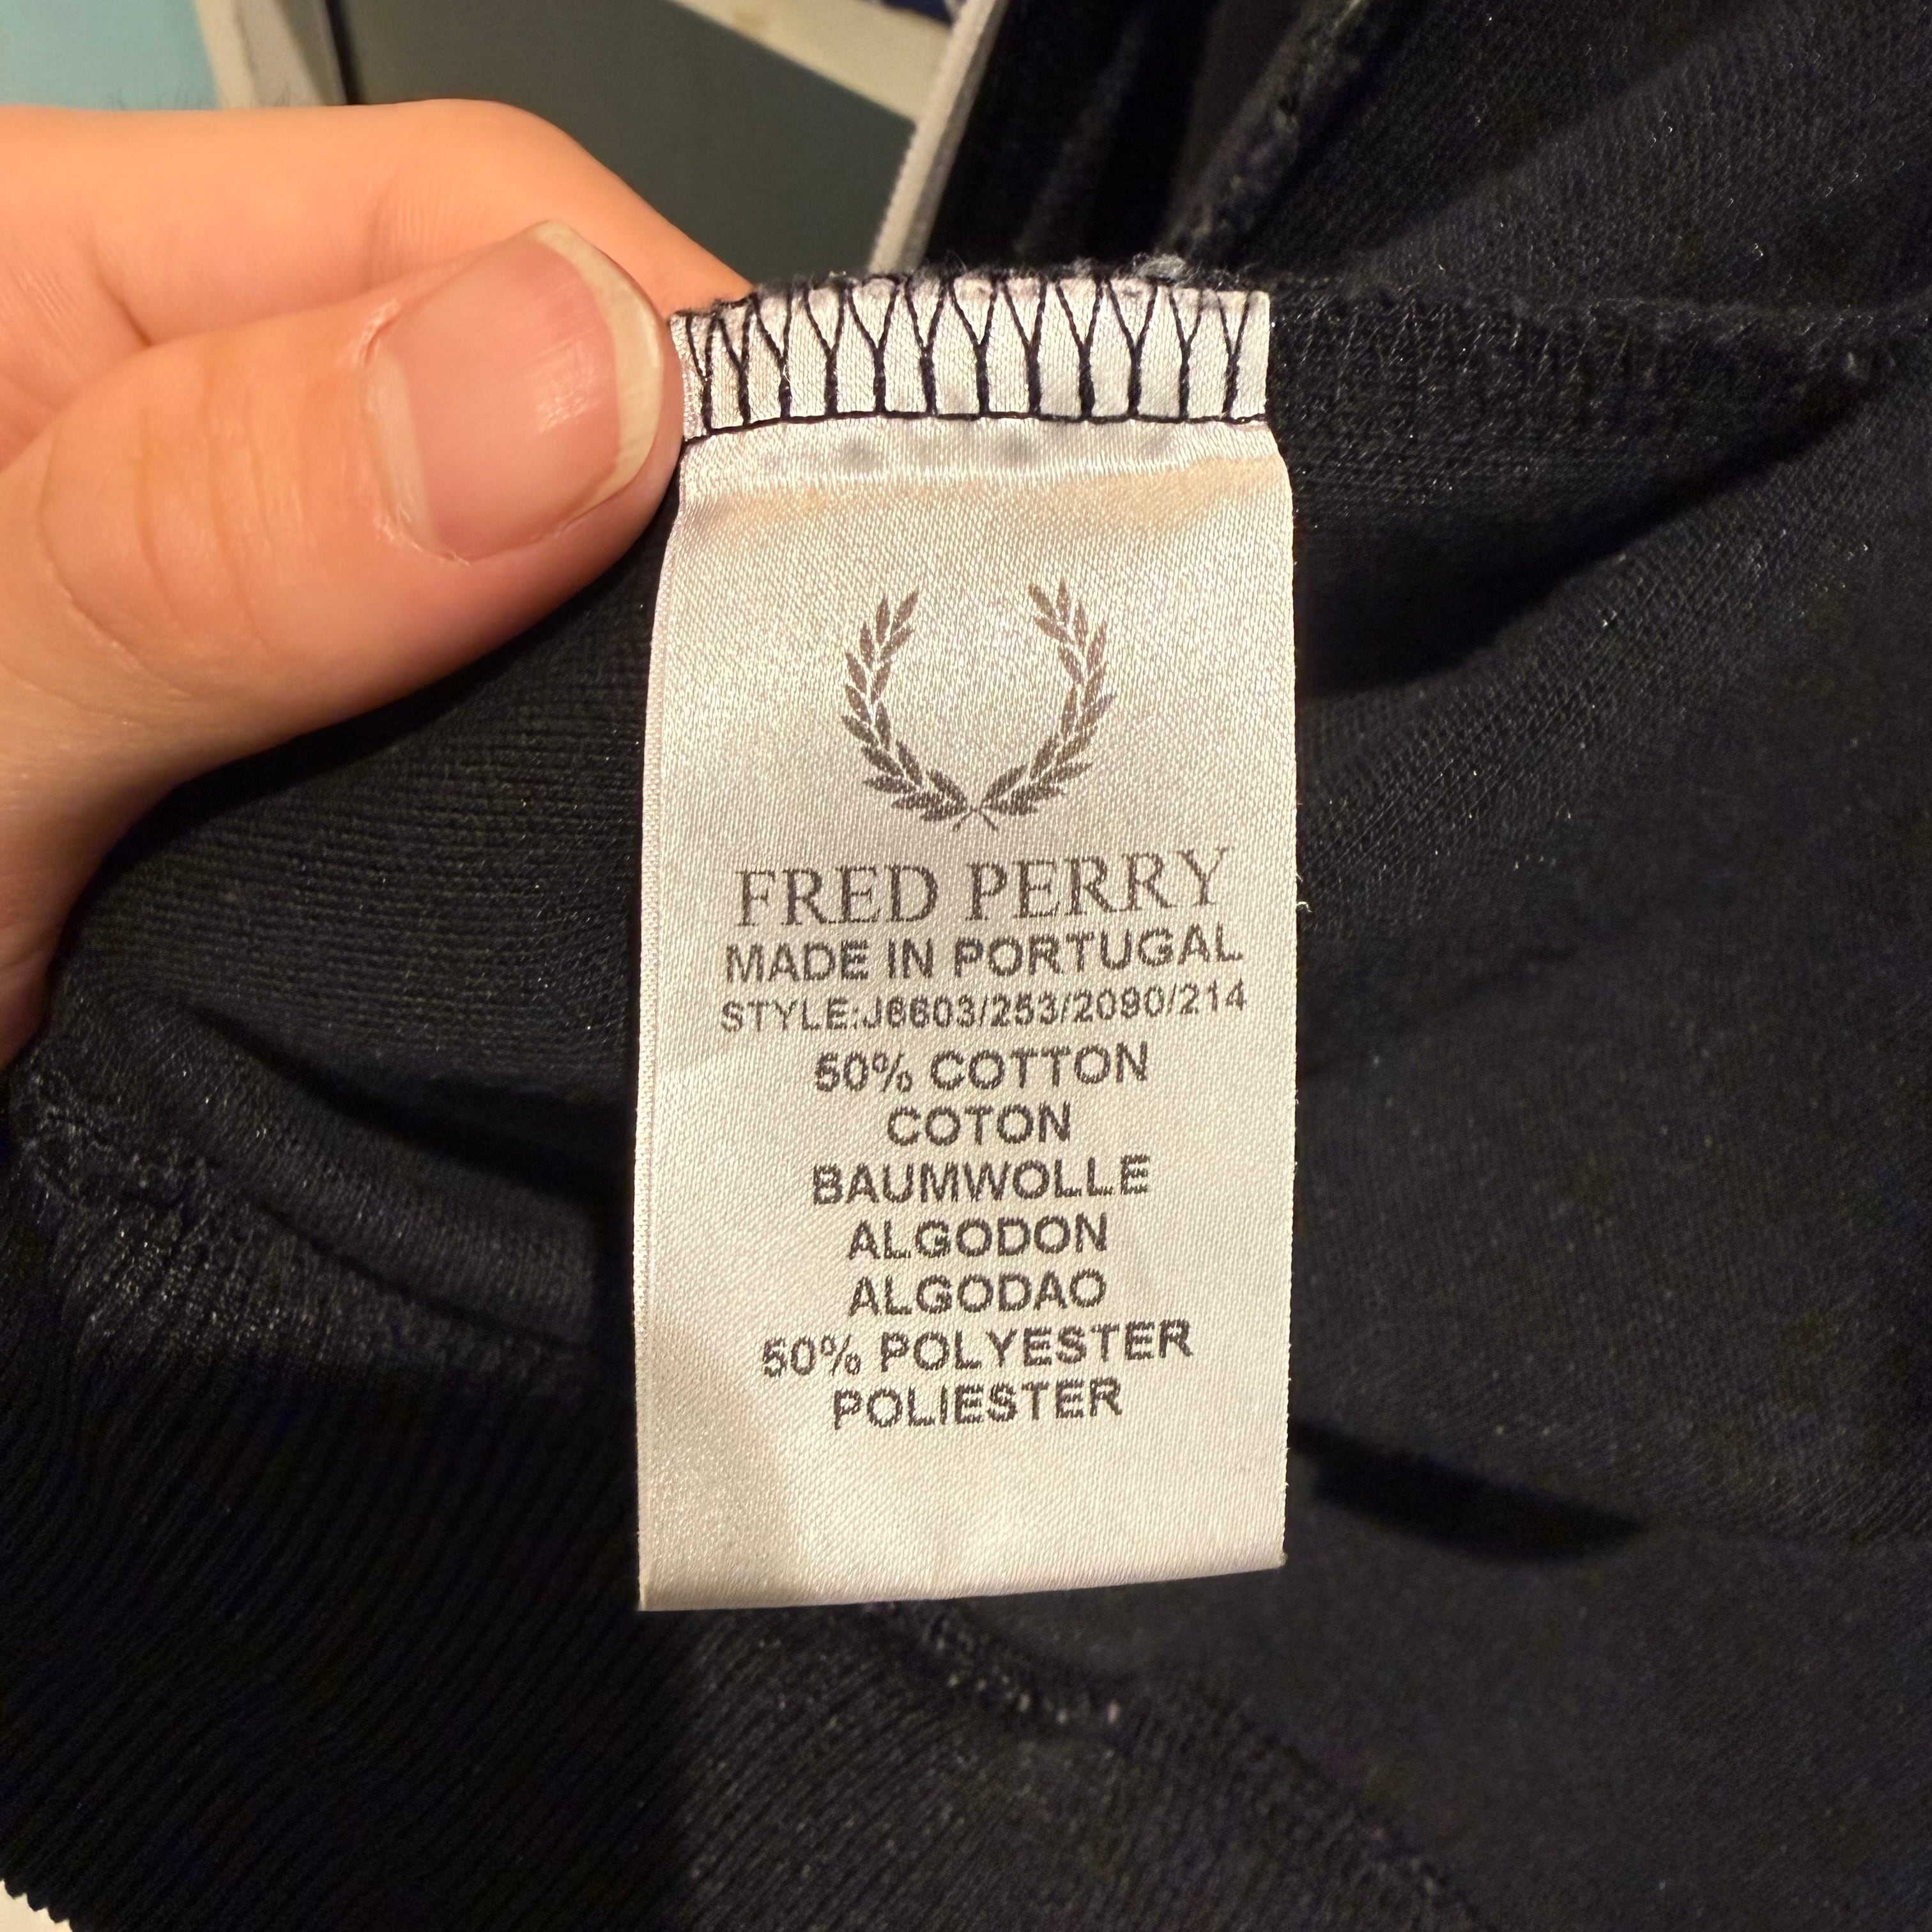 FRED PERRY
MADE IN PORTUGAL
STYLE:J6603/253/2090/214
50% COTTON
COTON
BAUMWOLLE
ALGODON
ALGODAO
50% POLYESTER
POLIESTER